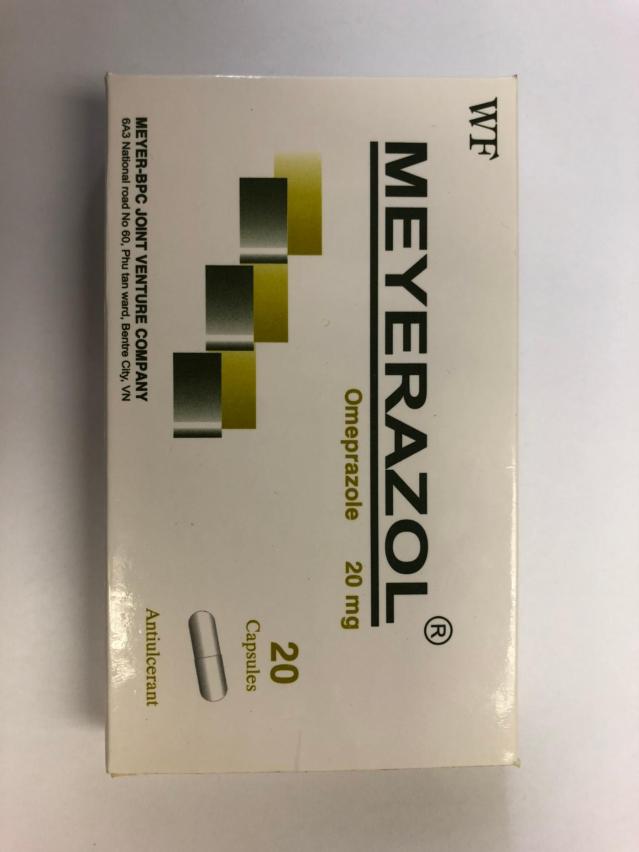 WF
MEYERAZOL®
Omeprazole 20 mg
20
Capsules
Antiulcerant
MEYER-BPC JOINT VENTURE COMPANY
6A3 National road No 60, Phu tan ward, Bentre City, VN